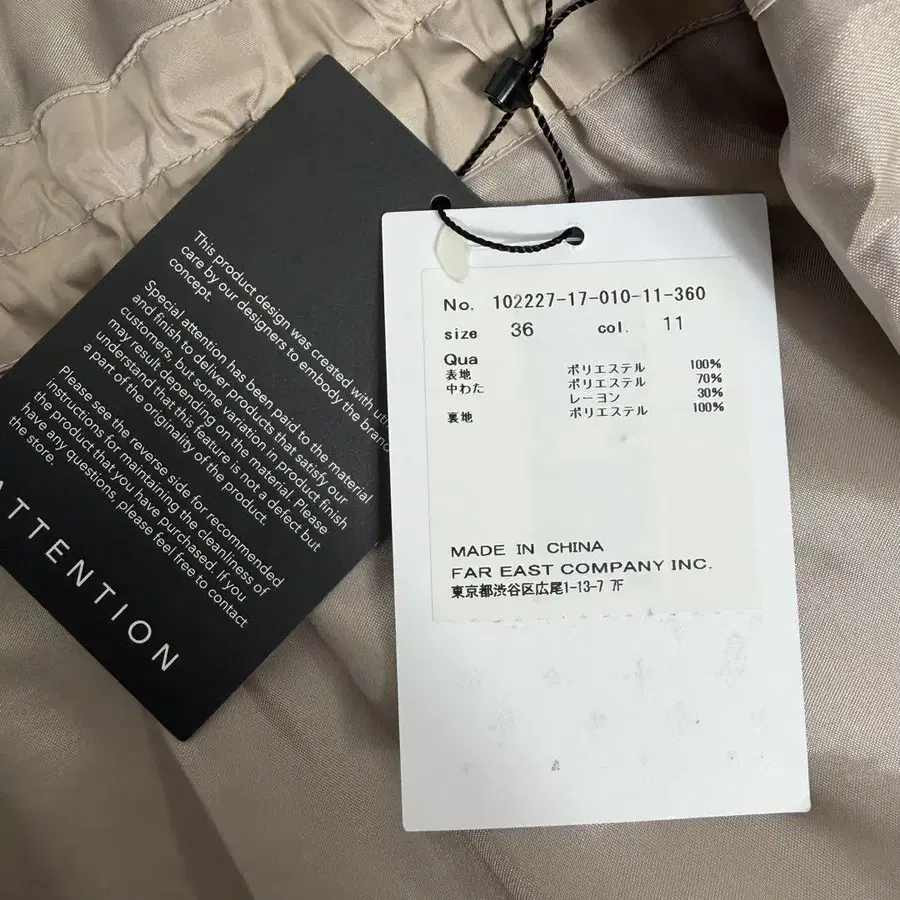 This product design was created with
care by our designers to embody the brand
concept.
Special attention has been paid to the material
and finish to deliver products that satisfy our
customers, but some variation in product finish
may result depending on the material. Please
understand that this feature is not a defect but
a part of the originality of the product.
Please see the reverse side for recommended
instructions for maintaining the cleanliness of
the product that you have purchased. If you
have any questions, please feel free to contact
the store.
ATTENTION
No. 102227-17-010-11-360
size 36 col. 11
Qua
表地 ポリエステル 100%
中わた ポリエステル 70%
レーヨン 30%
裏地 ポリエステル 100%
MADE IN CHINA
FAR EAST COMPANY INC.
東京都渋谷区広尾1-13-7 7F